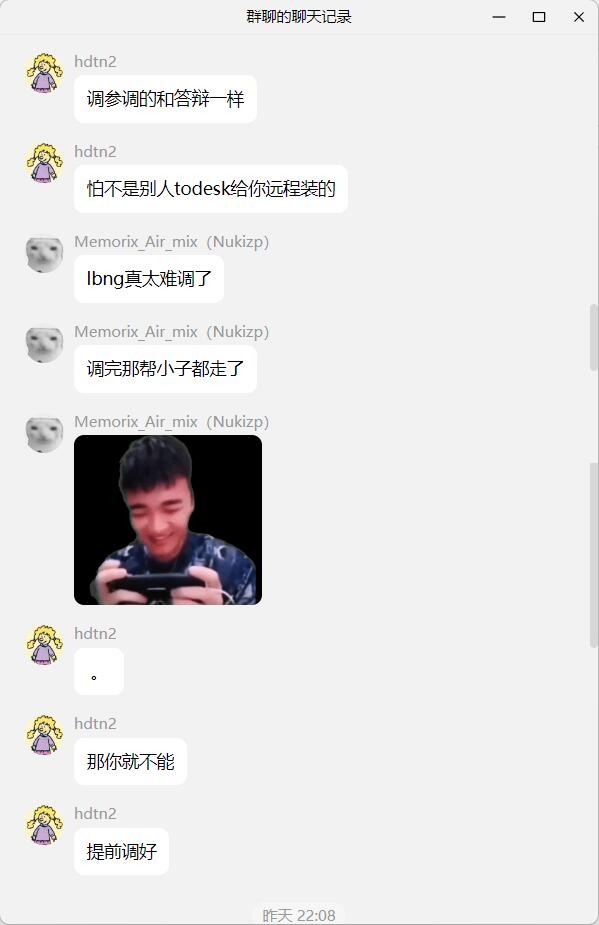 群聊的聊天记录
hdtn2
调参调的和答辩一样
hdtn2
怕不是别人todesk给你远程装的
Memorix_Air_mix（Nukizp）
lbng真太难调了
Memorix_Air_mix（Nukizp）
调完那帮小子都走了
Memorix_Air_mix（Nukizp）
hdtn2
。
hdtn2
那你就不能
hdtn2
提前调好
昨天 22:08